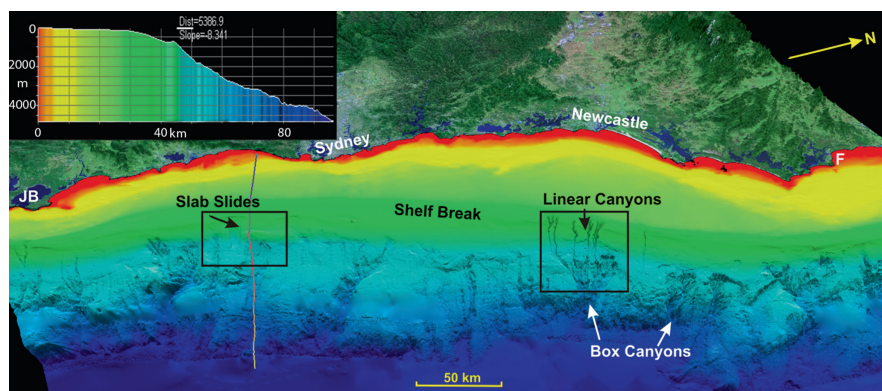 Dist=5386.9
Slope=-8.341
0
2000
m
4000
0
40 km
80
N
Newcastle
Sydney
F
JB
Slab Slides
Linear Canyons
Shelf Break
Box Canyons
50 km